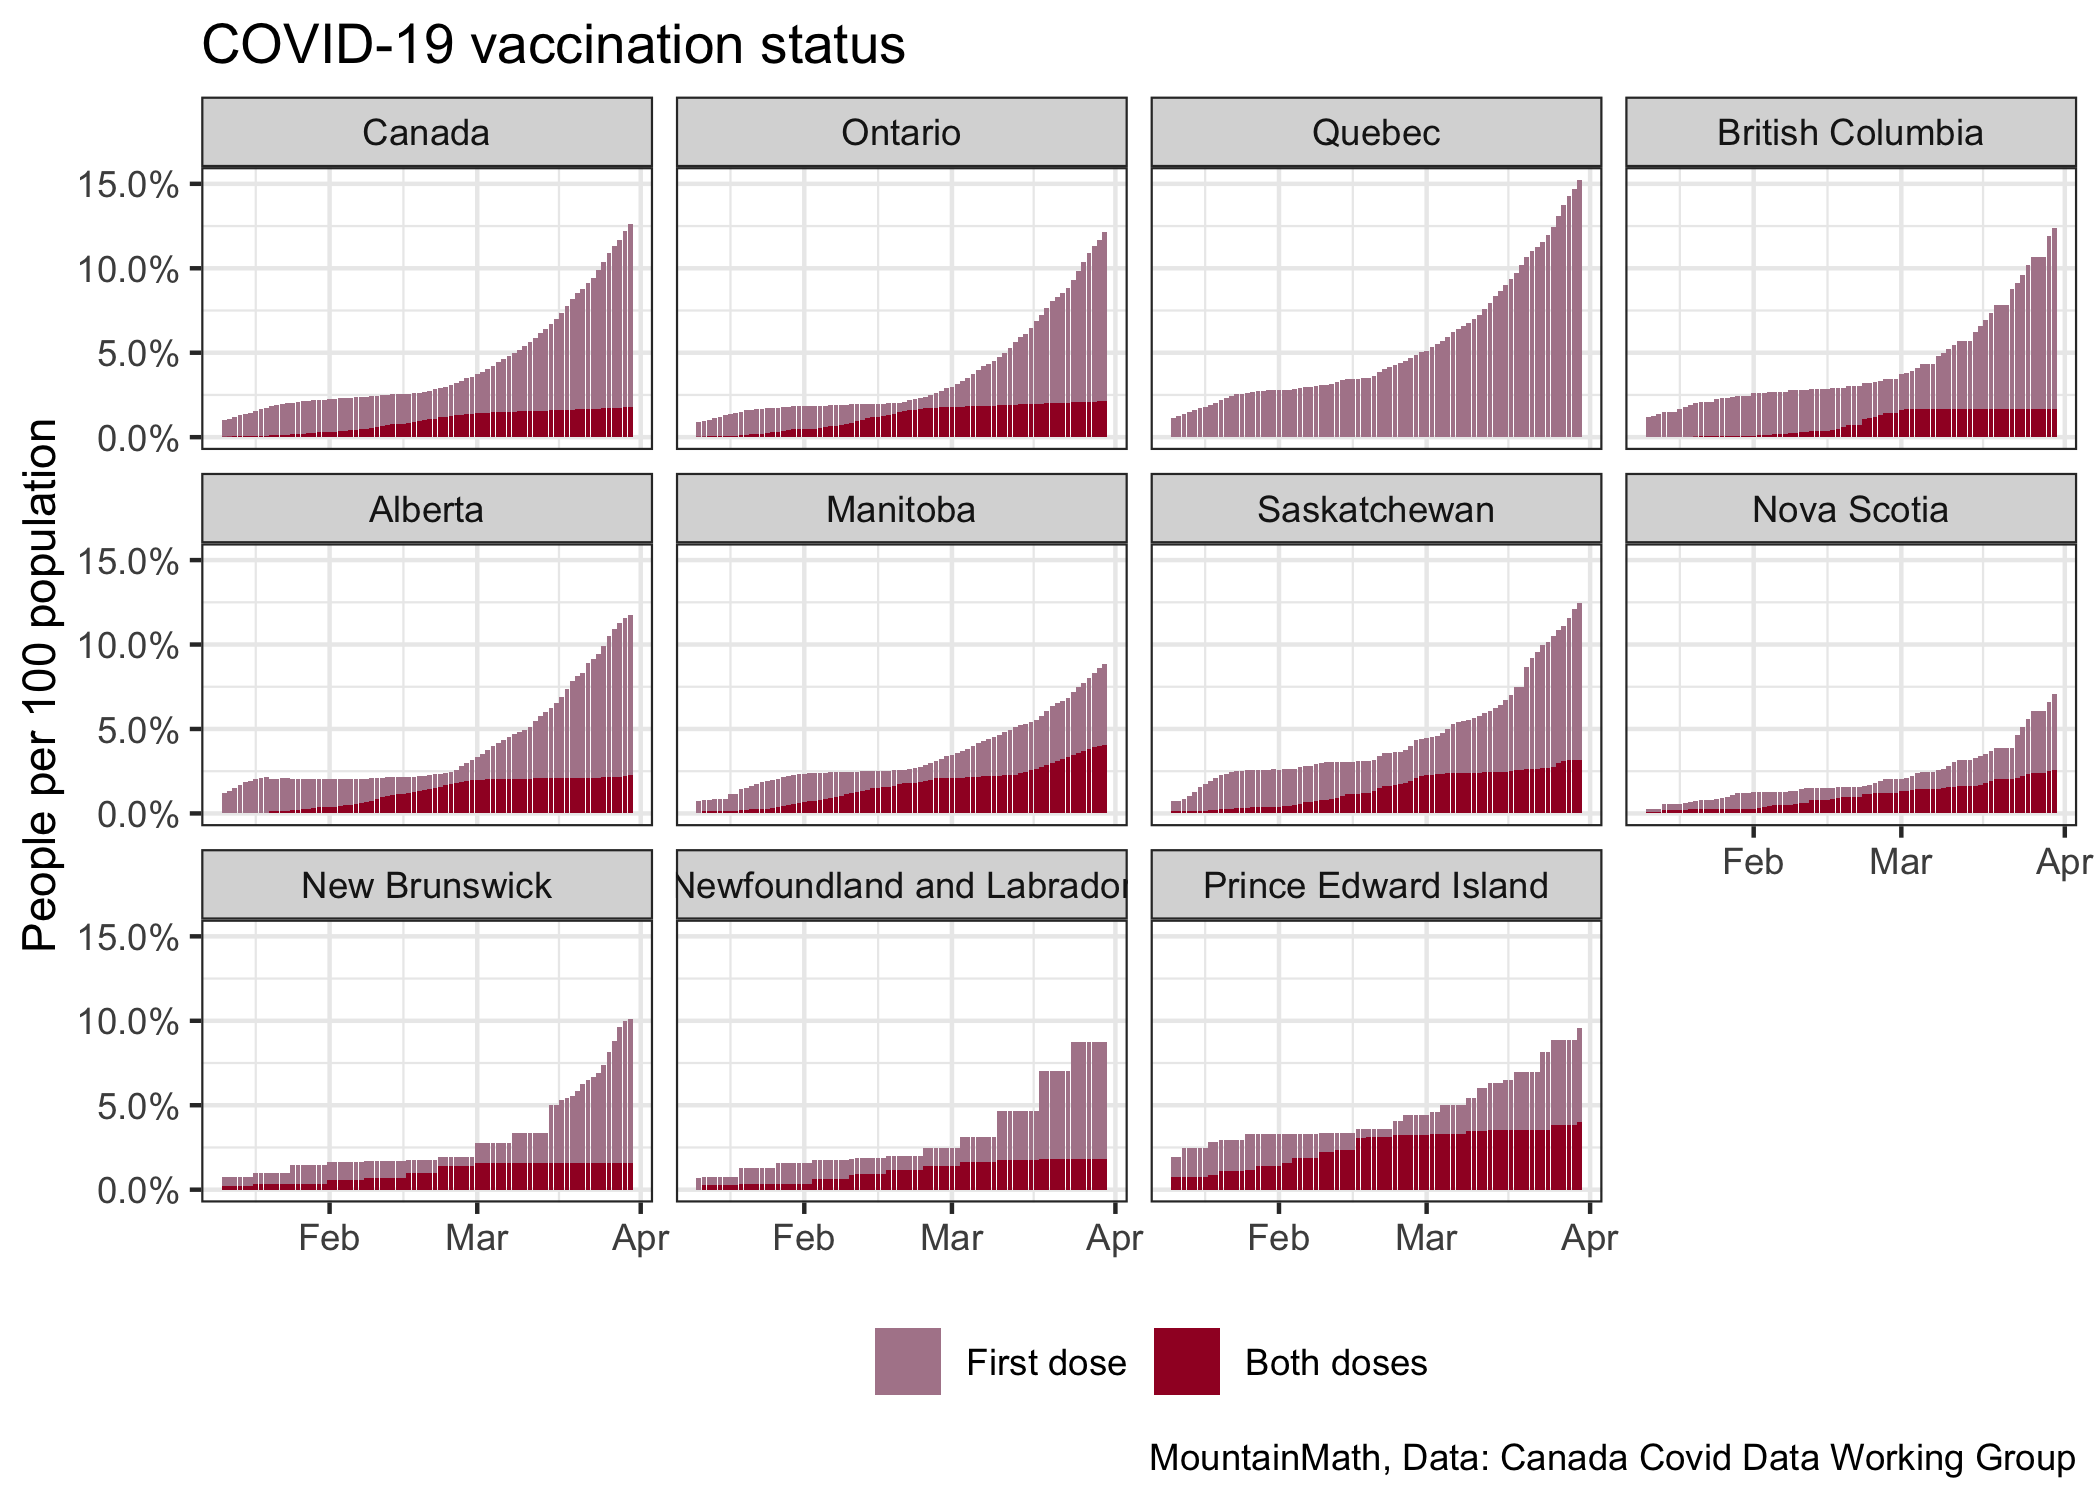 COVID-19 vaccination status
Canada
Ontario
Quebec
British Columbia
15.0%
10.0%
5.0%
0.0%
Alberta
Manitoba
Saskatchewan
Nova Scotia
15.0%
10.0%
5.0%
0.0%
Feb Mar Apr
New Brunswick
Newfoundland and Labrador
Prince Edward Island
15.0%
10.0%
5.0%
0.0%
Feb Mar Apr
Feb Mar Apr
Feb Mar Apr
People per 100 population
First dose
Both doses
MountainMath, Data: Canada Covid Data Working Group